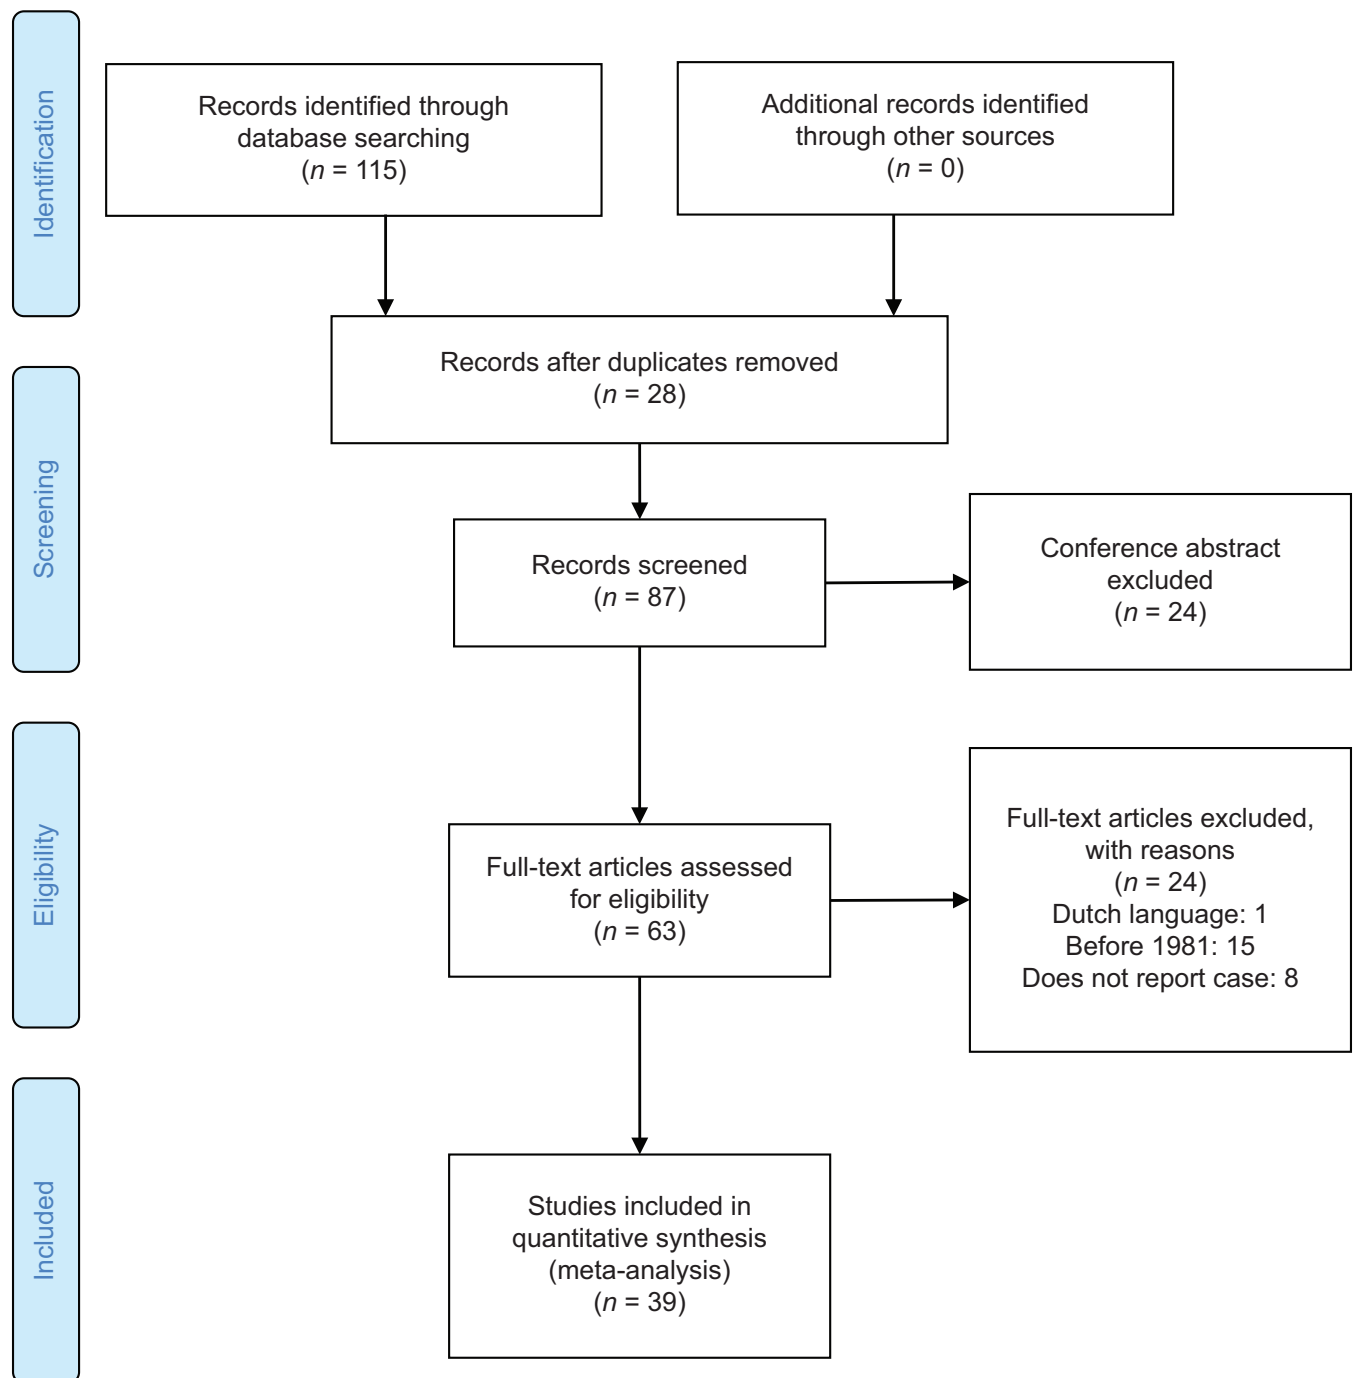 Identification
Records identified through
database searching
(n = 115)
Additional records identified
through other sources
(n = 0)
Records after duplicates removed
(n = 28)
Screening
Records screened
(n = 87)
Conference abstract
excluded
(n = 24)
Eligibility
Full-text articles assessed
for eligibility
(n = 63)
Full-text articles excluded,
with reasons
(n = 24)
Dutch language: 1
Before 1981: 15
Does not report case: 8
Included
Studies included in
quantitative synthesis
(meta-analysis)
(n = 39)